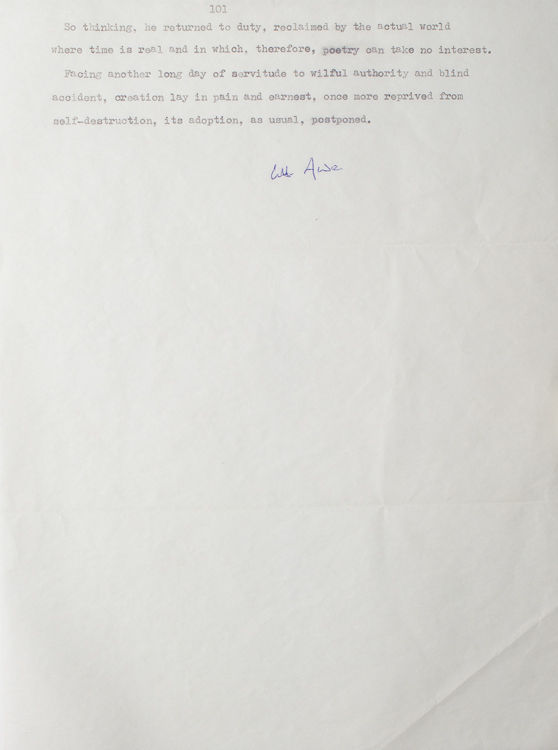 101
So thinking, he returned to duty, reclaimed by the actual world
where time is real and in which, therefore, poetry can take no interest.
Facing another long day of servitude to wilful authority and blind
accident, creation lay in pain and earnest, once more reprived from
self-destruction, its adoption, as usual, postponed.